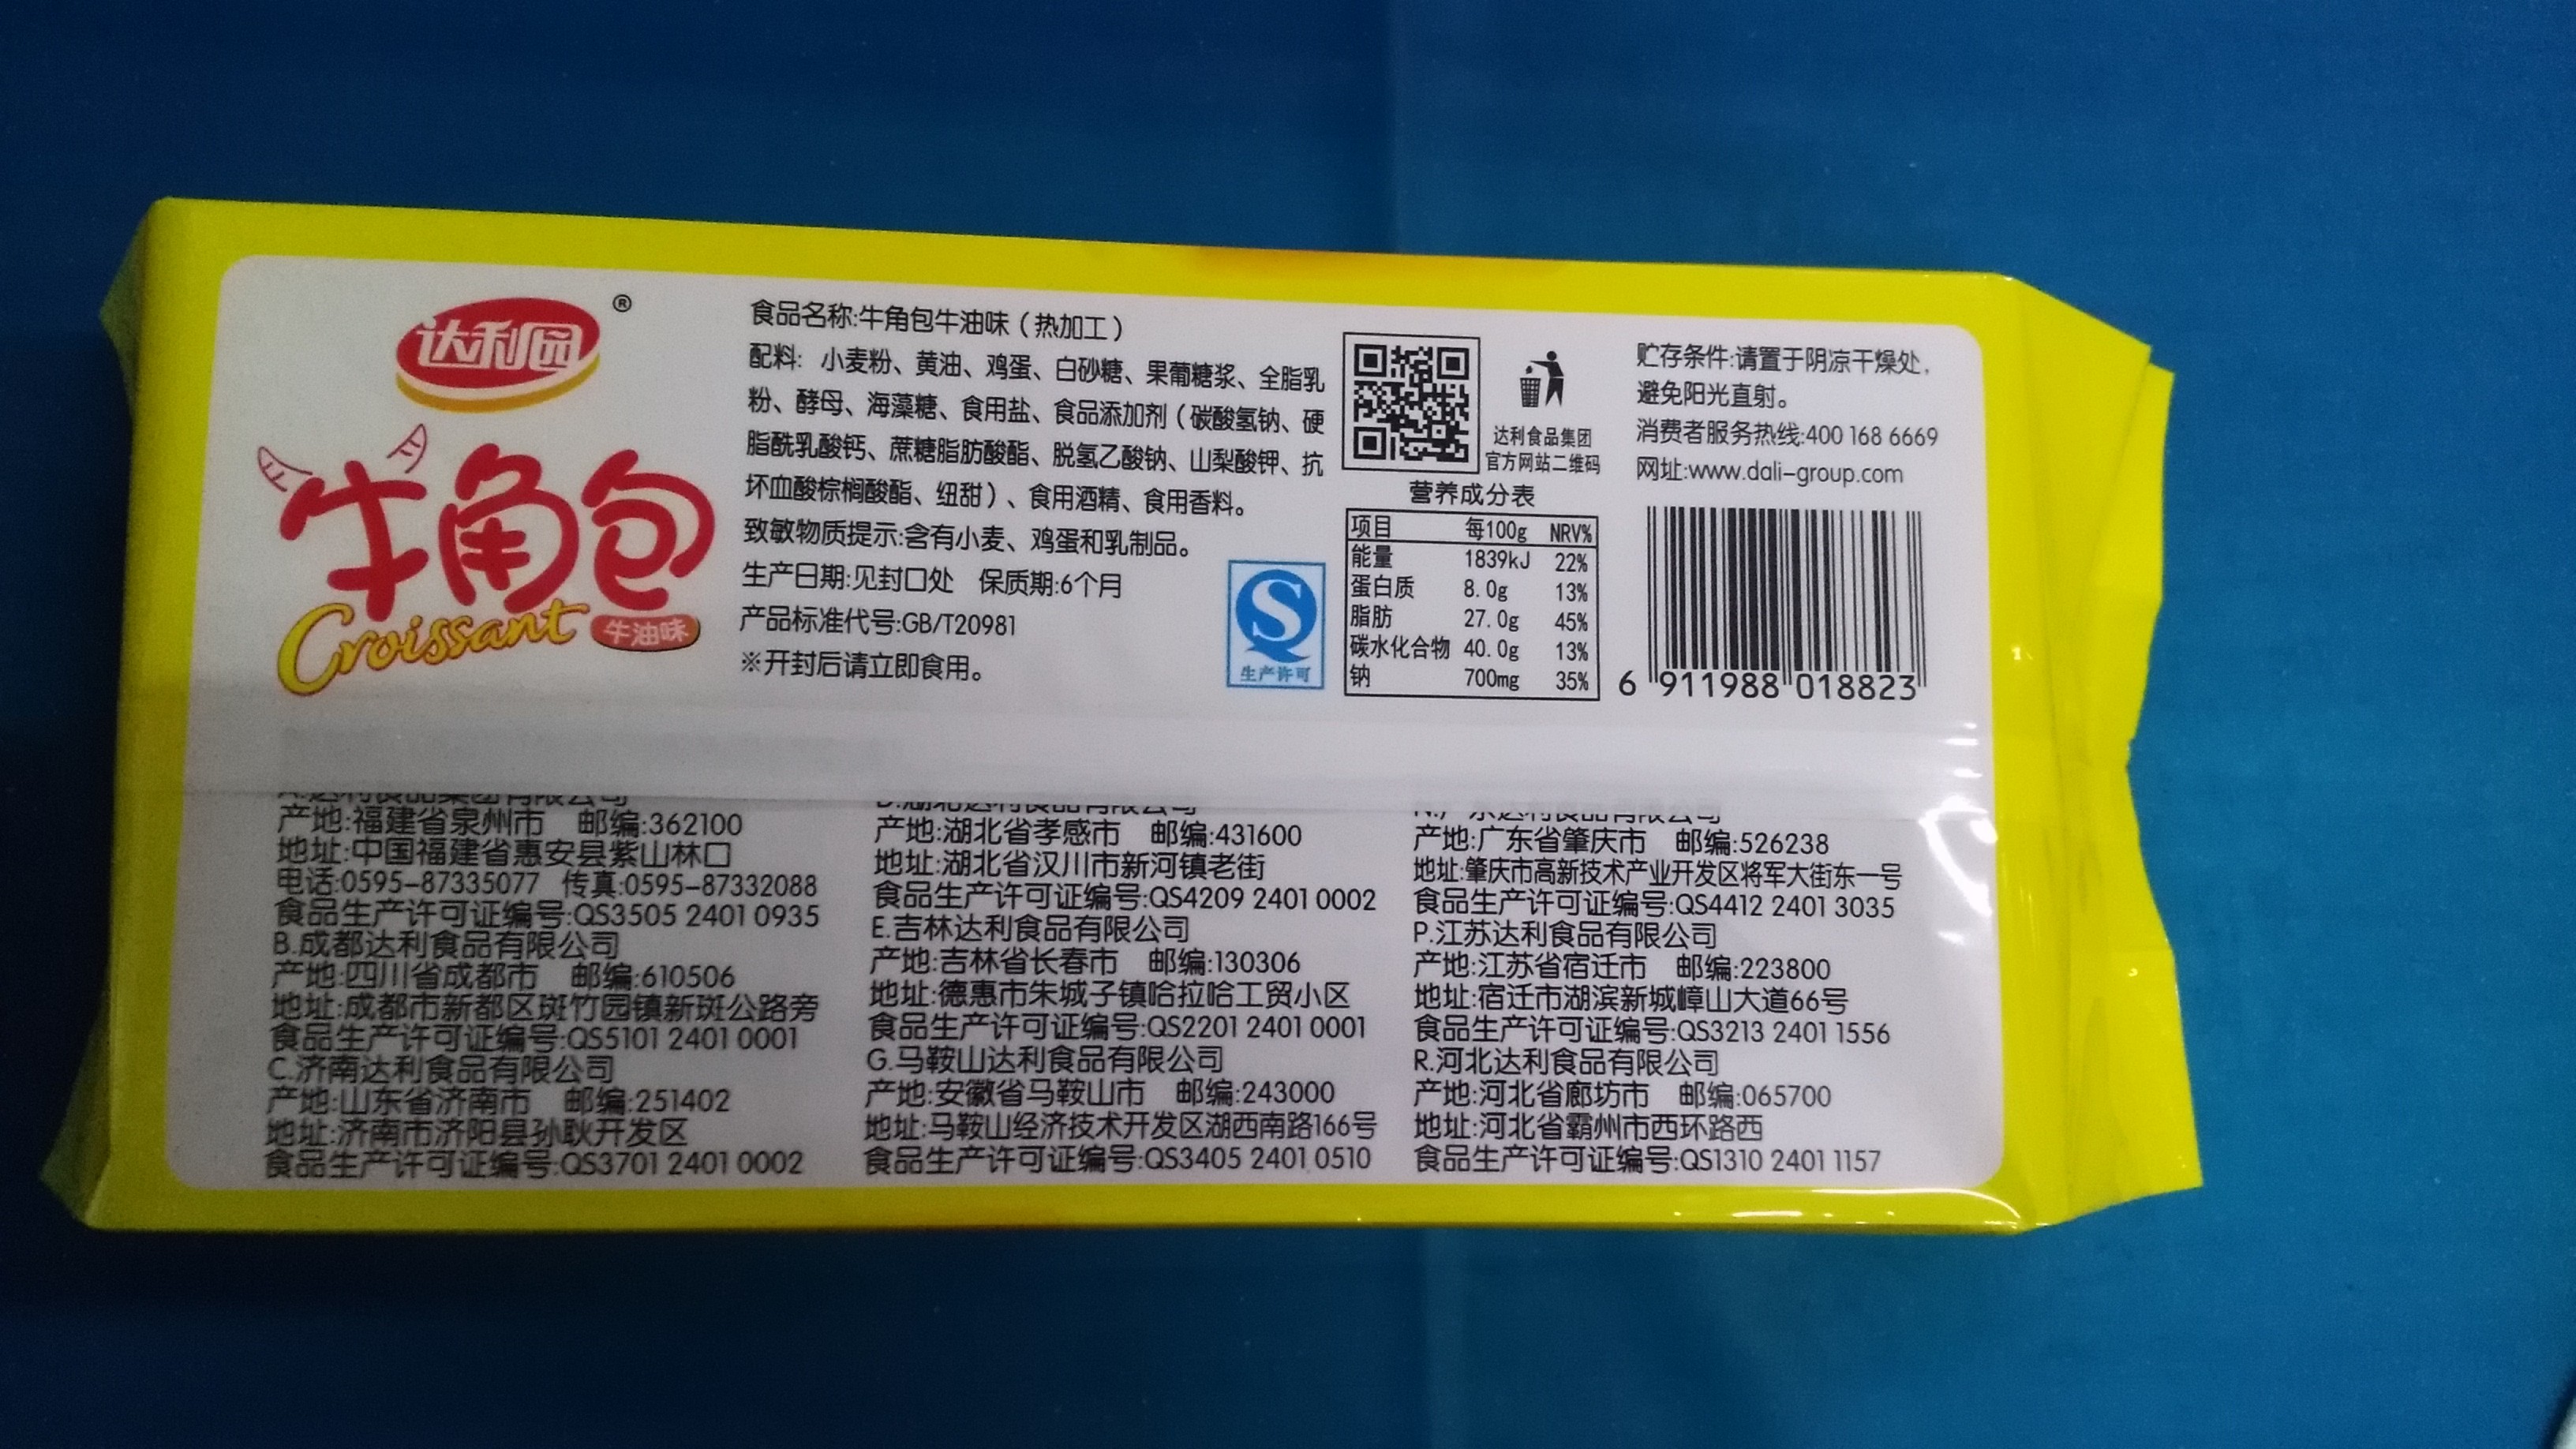 达利园
®
牛角包
Croissant
牛油味
食品名称:牛角包牛油味（热加工）
配料: 小麦粉、黄油、鸡蛋、白砂糖、果葡糖浆、全脂乳
粉、酵母、海藻糖、食用盐、食品添加剂（碳酸氢钠、硬
脂酰乳酸钙、蔗糖脂肪酸酯、脱氢乙酸钠、山梨酸钾、抗
坏血酸棕榈酸酯、纽甜）、食用酒精、食用香料。
致敏物质提示:含有小麦、鸡蛋和乳制品。
生产日期:见封口处 保质期:6个月
产品标准代号:GB/T20981
※开封后请立即食用。
生产许可
达利食品集团
官方网站二维码
营养成分表
项目 每100g NRV%
能量 1839kJ 22%
蛋白质 8.0g 13%
脂肪 27.0g 45%
碳水化合物 40.0g 13%
钠 700mg 35%
贮存条件:请置于阴凉干燥处,
避免阳光直射。
消费者服务热线:400 168 6669
网址:www.dali-group.com
6 911988 018823
A.达利食品集团有限公司
产地:福建省泉州市 邮编:362100
地址:中国福建省惠安县紫山林口
电话:0595-87335077 传真:0595-87332088
食品生产许可证编号:QS3505 2401 0935
B.成都达利食品有限公司
产地:四川省成都市 邮编:610506
地址:成都市新都区斑竹园镇新斑公路旁
食品生产许可证编号:QS5101 2401 0001
C.济南达利食品有限公司
产地:山东省济南市 邮编:251402
地址:济南市济阳县孙耿开发区
食品生产许可证编号:QS3701 2401 0002
D.湖北达利食品有限公司
产地:湖北省孝感市 邮编:431600
地址:湖北省汉川市新河镇老街
食品生产许可证编号:QS4209 2401 0002
E.吉林达利食品有限公司
产地:吉林省长春市 邮编:130306
地址:德惠市朱城子镇哈拉哈工贸小区
食品生产许可证编号:QS2201 2401 0001
G.马鞍山达利食品有限公司
产地:安徽省马鞍山市 邮编:243000
地址:马鞍山经济技术开发区湖西南路166号
食品生产许可证编号:QS3405 2401 0510
N.广东达利食品有限公司
产地:广东省肇庆市 邮编:526238
地址:肇庆市高新技术产业开发区将军大街东一号
食品生产许可证编号:QS4412 2401 3035
P.江苏达利食品有限公司
产地:江苏省宿迁市 邮编:223800
地址:宿迁市湖滨新城嶂山大道66号
食品生产许可证编号:QS3213 2401 1556
R.河北达利食品有限公司
产地:河北省廊坊市 邮编:065700
地址:河北省霸州市西环路西
食品生产许可证编号:QS1310 2401 1157